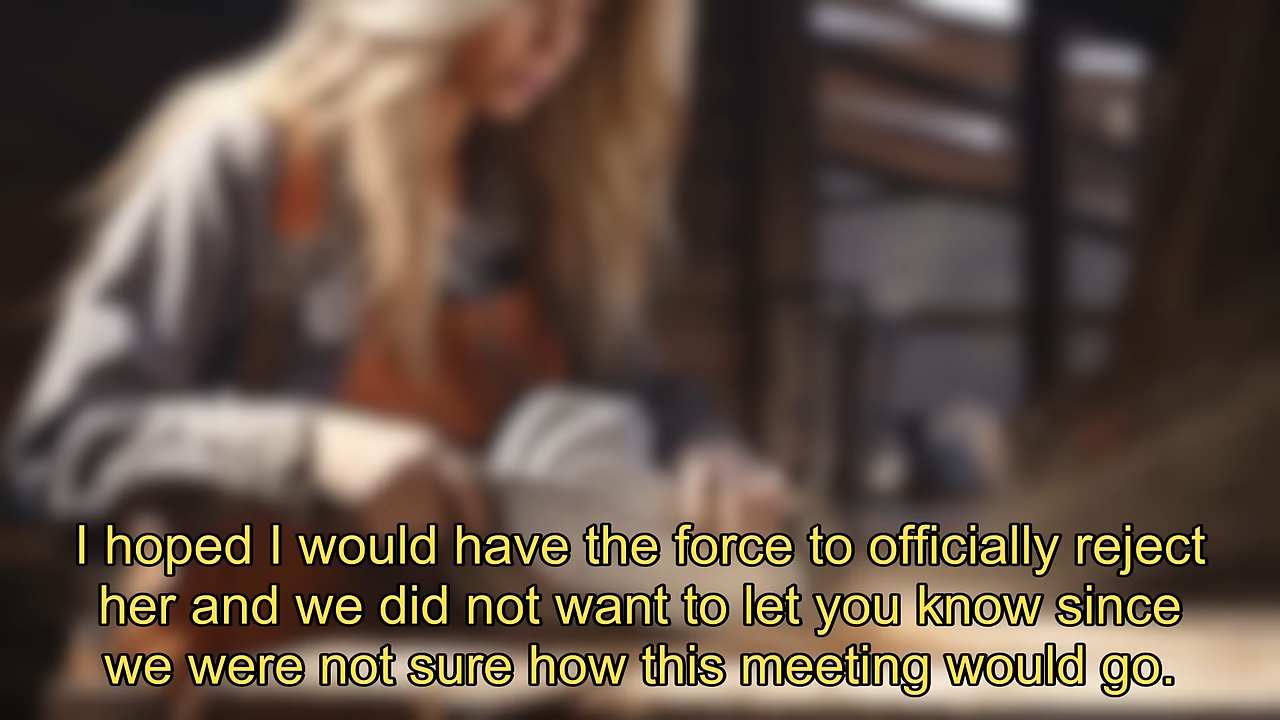 I hoped I would have the force to officially reject
her and we did not want to let you know since
we were not sure how this meeting would go.